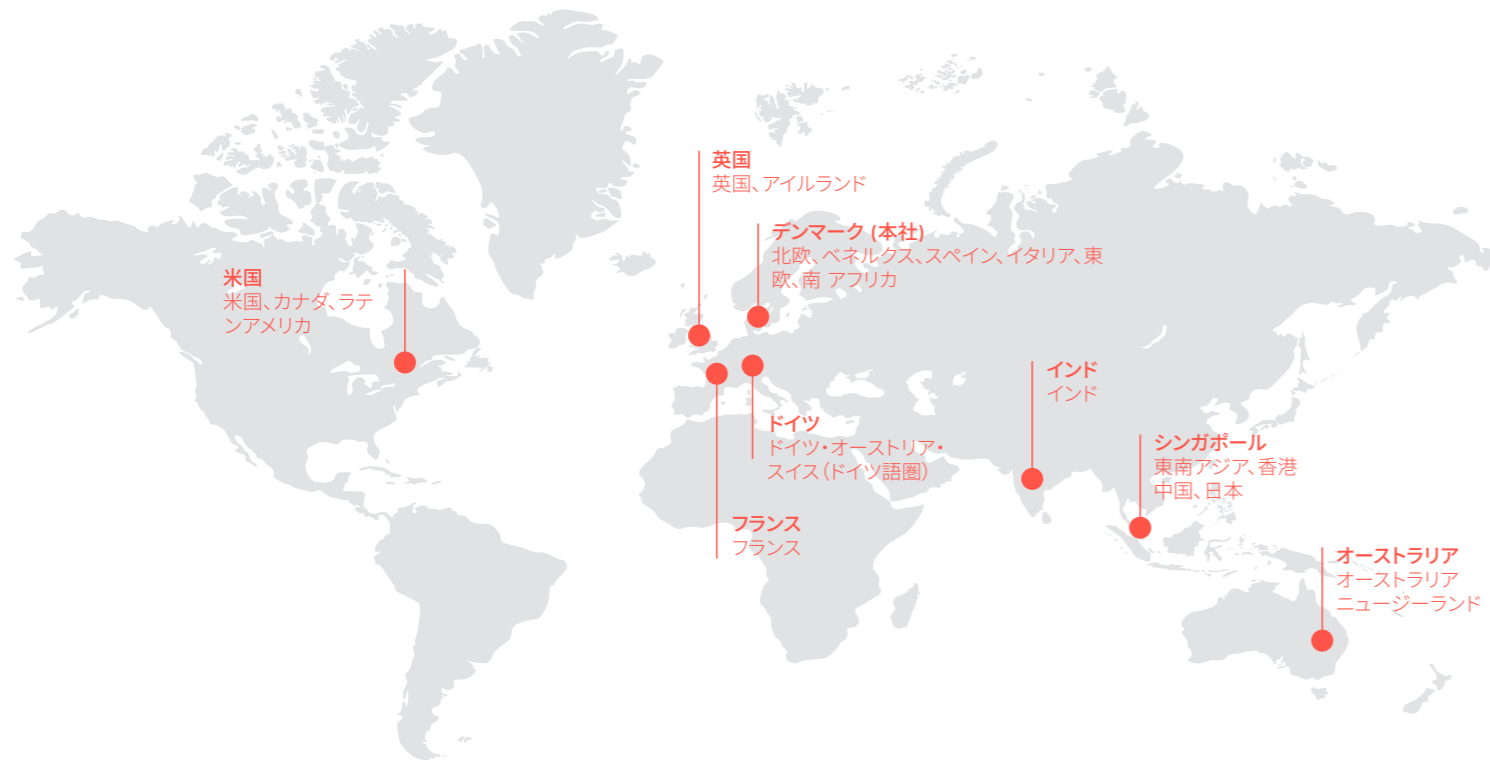 英国
英国、アイルランド
デンマーク (本社)
北欧、ベネルクス、スペイン、イタリア、東
欧、南 アフリカ
米国
米国、カナダ、ラテ
ンアメリカ
インド
インド
ドイツ
ドイツ・オーストリア・
スイス(ドイツ語圏)
シンガポール
東南アジア、香港
中国、日本
フランス
フランス
オーストラリア
オーストラリア
ニュージーランド